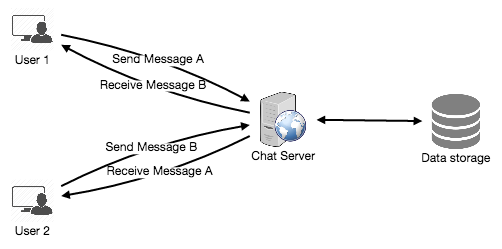 User 1
Send Message A
Receive Message B
Send Message B
Receive Message A
User 2
Chat Server
Data storage